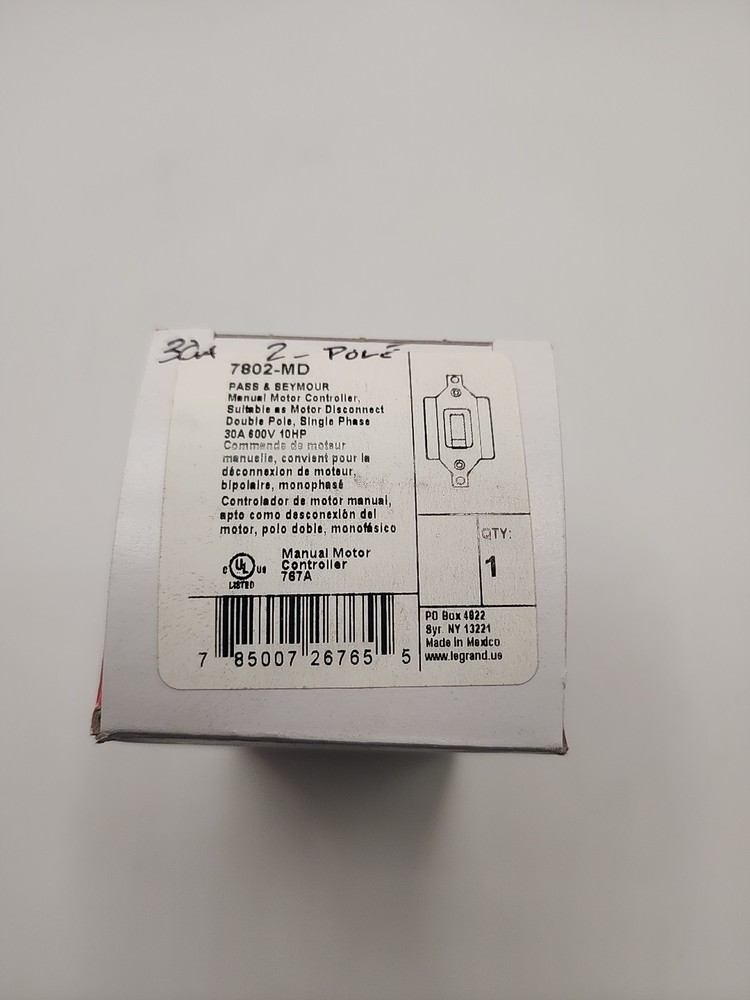 30A 2 - POLE
7802-MD
PASS & SEYMOUR
Manual Motor Controller,
Suitable as Motor Disconnect
Double Pole, Single Phase
30A 600V 10HP
Commande de moteur
manuelle, convient pour la
déconnexion de moteur,
bipolaire, monophasé
Controlador de motor manual,
apto como desconexión del
motor, polo doble, monofásico
C UL US
LISTED
Manual Motor
Controller
767A
7 85007 26765 5
QTY:
1
PO Box 4822
Syr. NY 13221
Made in Mexico
www.legrand.us